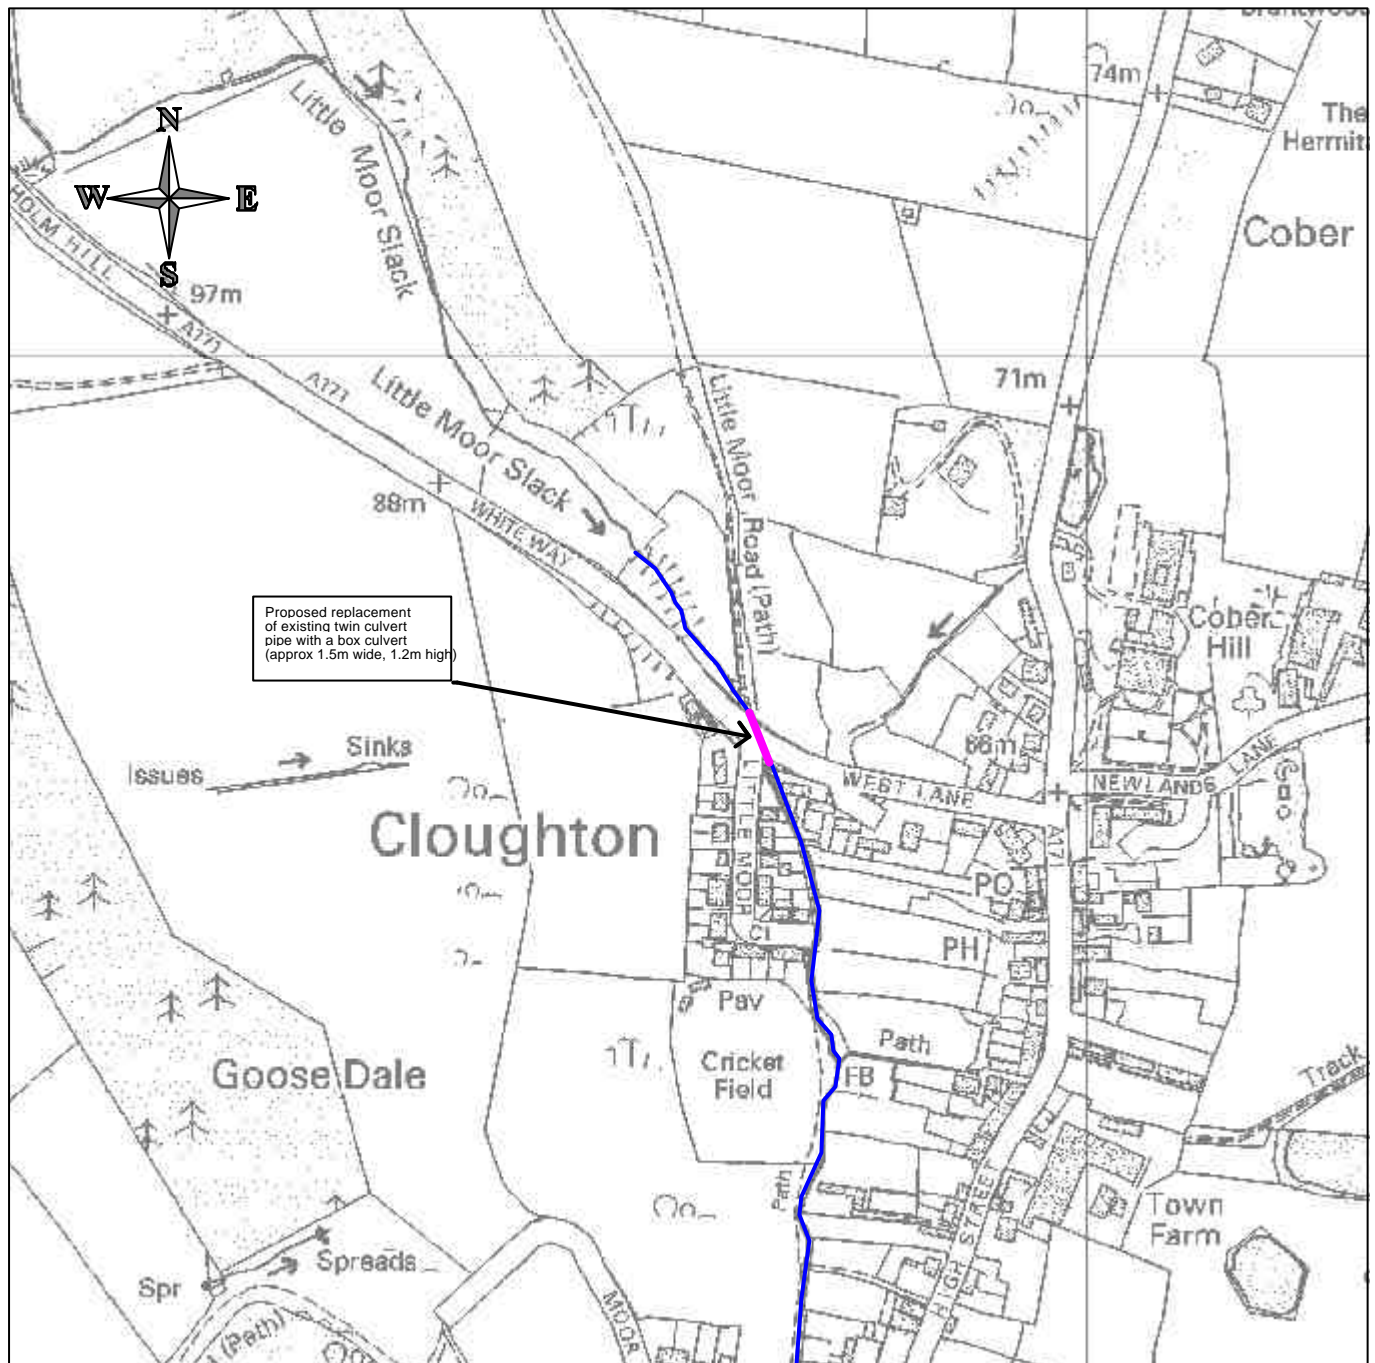 74m
The
N
Little
Moor Slack
W
E
HOLM HILL
S
97m
Cober
A171
A171
Little Moor Slack
71m
Little Moor Road (Path)
88m
WHITE WAY
Proposed replacement
of existing twin culvert
pipe with a box culvert
(approx 1.5m wide, 1.2m high)
Cober
Hill
Sinks
Issues
WEST LANE
NEWLANDS LANE
A171
Cloughton
LITTLE MOOR
Cl
PO
PH
Pav
Path
Goose Dale
Cricket
Field
FB
Track
Path
Town
Farm
HIGH STREET
Spr
Spreads
MOOR
(Path)